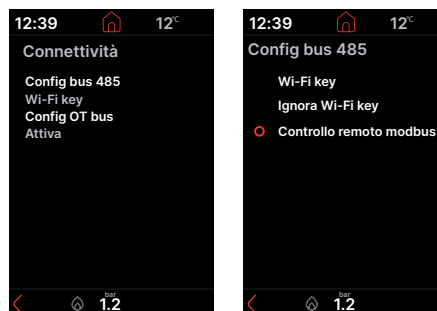 12:39
12°C
Connettività
Config bus 485
Wi-Fi key
Config OT bus
Attiva
bar
1.2
12:39
12°C
Config bus 485
Wi-Fi key
Ignora Wi-Fi key
Controllo remoto modbus
bar
1.2